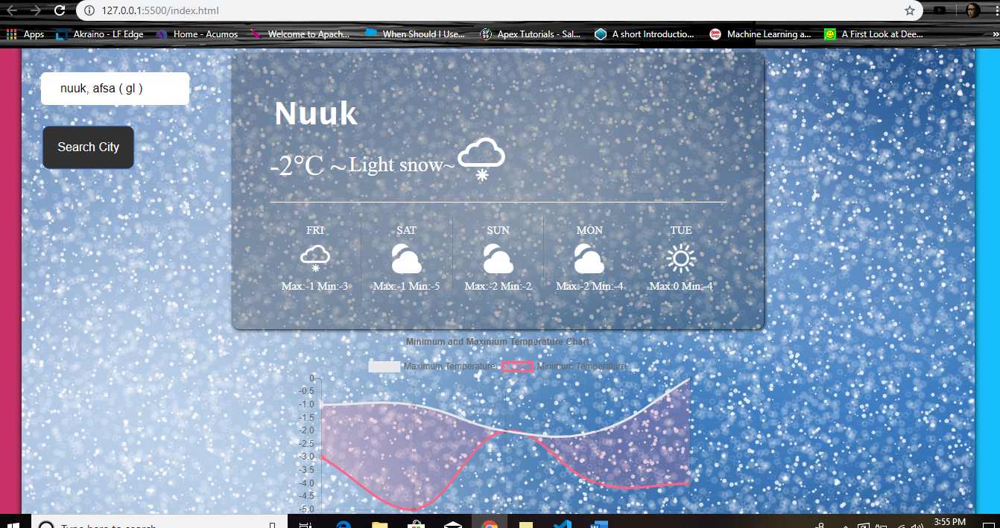 127.0.0.1:5500/index.html
Apps Akraino - LF Edge Home - Acumos Welcome to Apach... When Should I Use... Apex Tutorials - Sal... A short Introductio... Machine Learning a... A First Look at Dee... »
nuuk, afsa ( gl )
Search City
Nuuk
-2°C ~Light snow~
FRI SAT SUN MON TUE
Max:-1 Min:-3 Max:-1 Min:-5 Max:-2 Min:-2 Max:-2 Min:-4 Max:0 Min:-4
Minimum and Maximum Temperature Chart
Maximum Temperature Minimum Temperature
0
-0.5
-1.0
-1.5
-2.0
-2.5
-3.0
-3.5
-4.0
-4.5
-5.0
Type here to search
3:55 PM